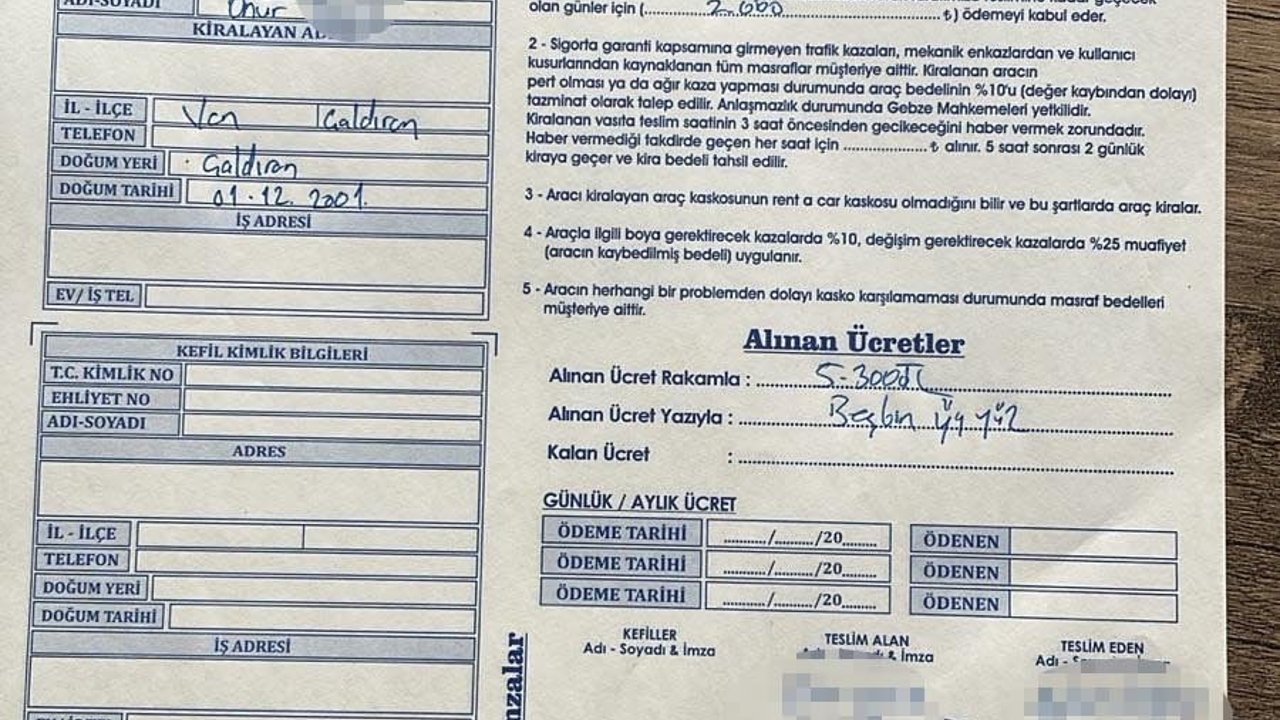 ADI-SOYADI Onur
KİRALAYAN AD
İL - İLÇE Van Çaldıran
TELEFON
DOĞUM YERİ Çaldıran
DOĞUM TARİHİ 01.12.2001.
İŞ ADRESİ
EV/ İŞ TEL
KEFİL KİMLİK BİLGİLERİ
T.C. KİMLİK NO
EHLİYET NO
ADI-SOYADI
ADRES
İL - İLÇE
TELEFON
DOĞUM YERİ
DOĞUM TARİHİ
İŞ ADRESİ
olan günler için (............2.000..............................₺) ödemeyi kabul eder.
2 - Sigorta garanti kapsamına girmeyen trafik kazaları, mekanik enkazlardan ve kullanıcı
kusurlarından kaynaklanan tüm masraflar müşteriye aittir. Kiralanan aracın
pert olması ya da ağır kaza yapması durumunda araç bedelinin %10'u (değer kaybından dolayı)
tazminat olarak talep edilir. Anlaşmazlık durumunda Gebze Mahkemeleri yetkilidir.
Kiralanan vasıta teslim saatinin 3 saat öncesinden gecikeceğini haber vermek zorundadır.
Haber vermediği takdirde geçen her saat için .....................₺ alınır. 5 saat sonrası 2 günlük
kiraya geçer ve kira bedeli tahsil edilir.
3 - Aracı kiralayan araç kaskosunun rent a car kaskosu olmadığını bilir ve bu şartlarda araç kiralar.
4 - Araçla ilgili boya gerektirecek kazalarda %10, değişim gerektirecek kazalarda %25 muafiyet
(aracın kaybedilmiş bedeli) uygulanır.
5 - Aracın herhangi bir problemden dolayı kasko karşılamaması durumunda masraf bedelleri
müşteriye aittir.
Alınan Ücretler
Alınan Ücret Rakamla : 5-300TL
Alınan Ücret Yazıyla : Beşbin üç yüz
Kalan Ücret :
GÜNLÜK / AYLIK ÜCRET
ÖDEME TARİHİ ........../........../20......... ÖDENEN
ÖDEME TARİHİ ........../........../20......... ÖDENEN
ÖDEME TARİHİ ........../........../20......... ÖDENEN
KEFİLLER
Adı - Soyadı & İmza
TESLİM ALAN
& İmza
TESLİM EDEN
Adı -